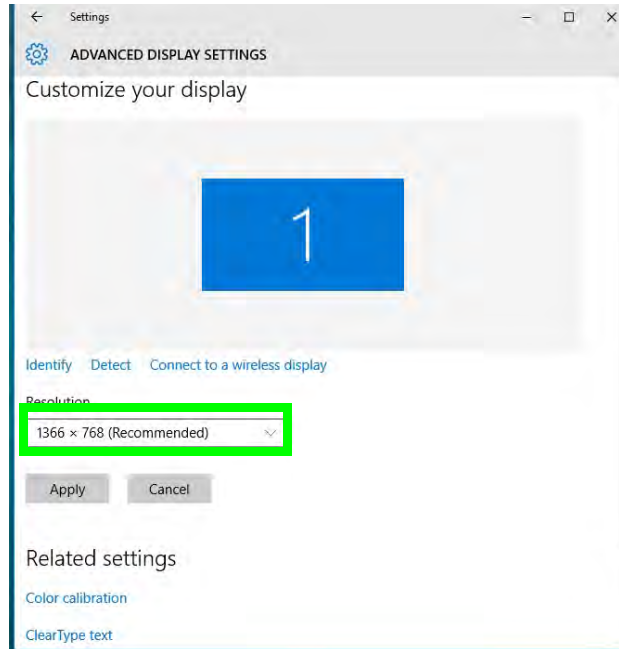 Settings
ADVANCED DISPLAY SETTINGS
Customize your display
1
Identify Detect Connect to a wireless display
Resolution
1366 × 768 (Recommended)
Apply Cancel
Related settings
Color calibration
ClearType text